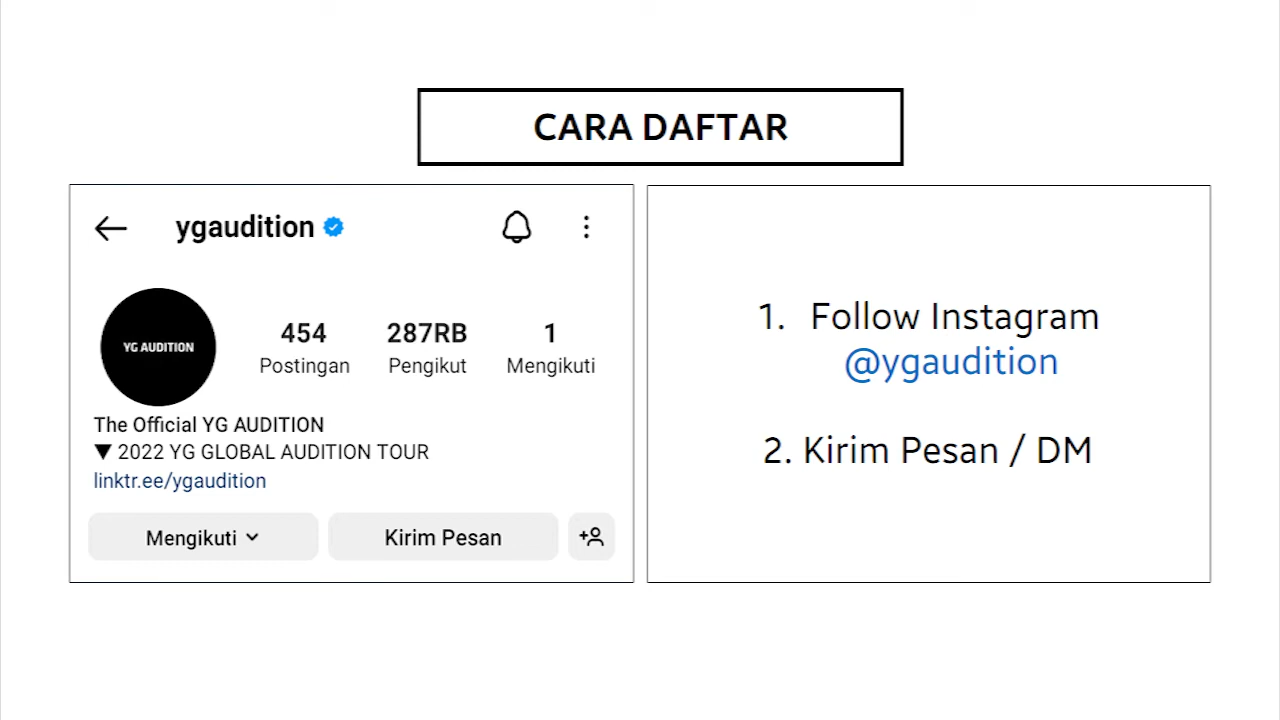 CARA DAFTAR
ygaudition
YG AUDITION
454
Postingan
287RB
Pengikut
1
Mengikuti
The Official YG AUDITION
▼ 2022 YG GLOBAL AUDITION TOUR
linktr.ee/ygaudition
Mengikuti
Kirim Pesan
1. Follow Instagram
@ygaudition
2. Kirim Pesan / DM